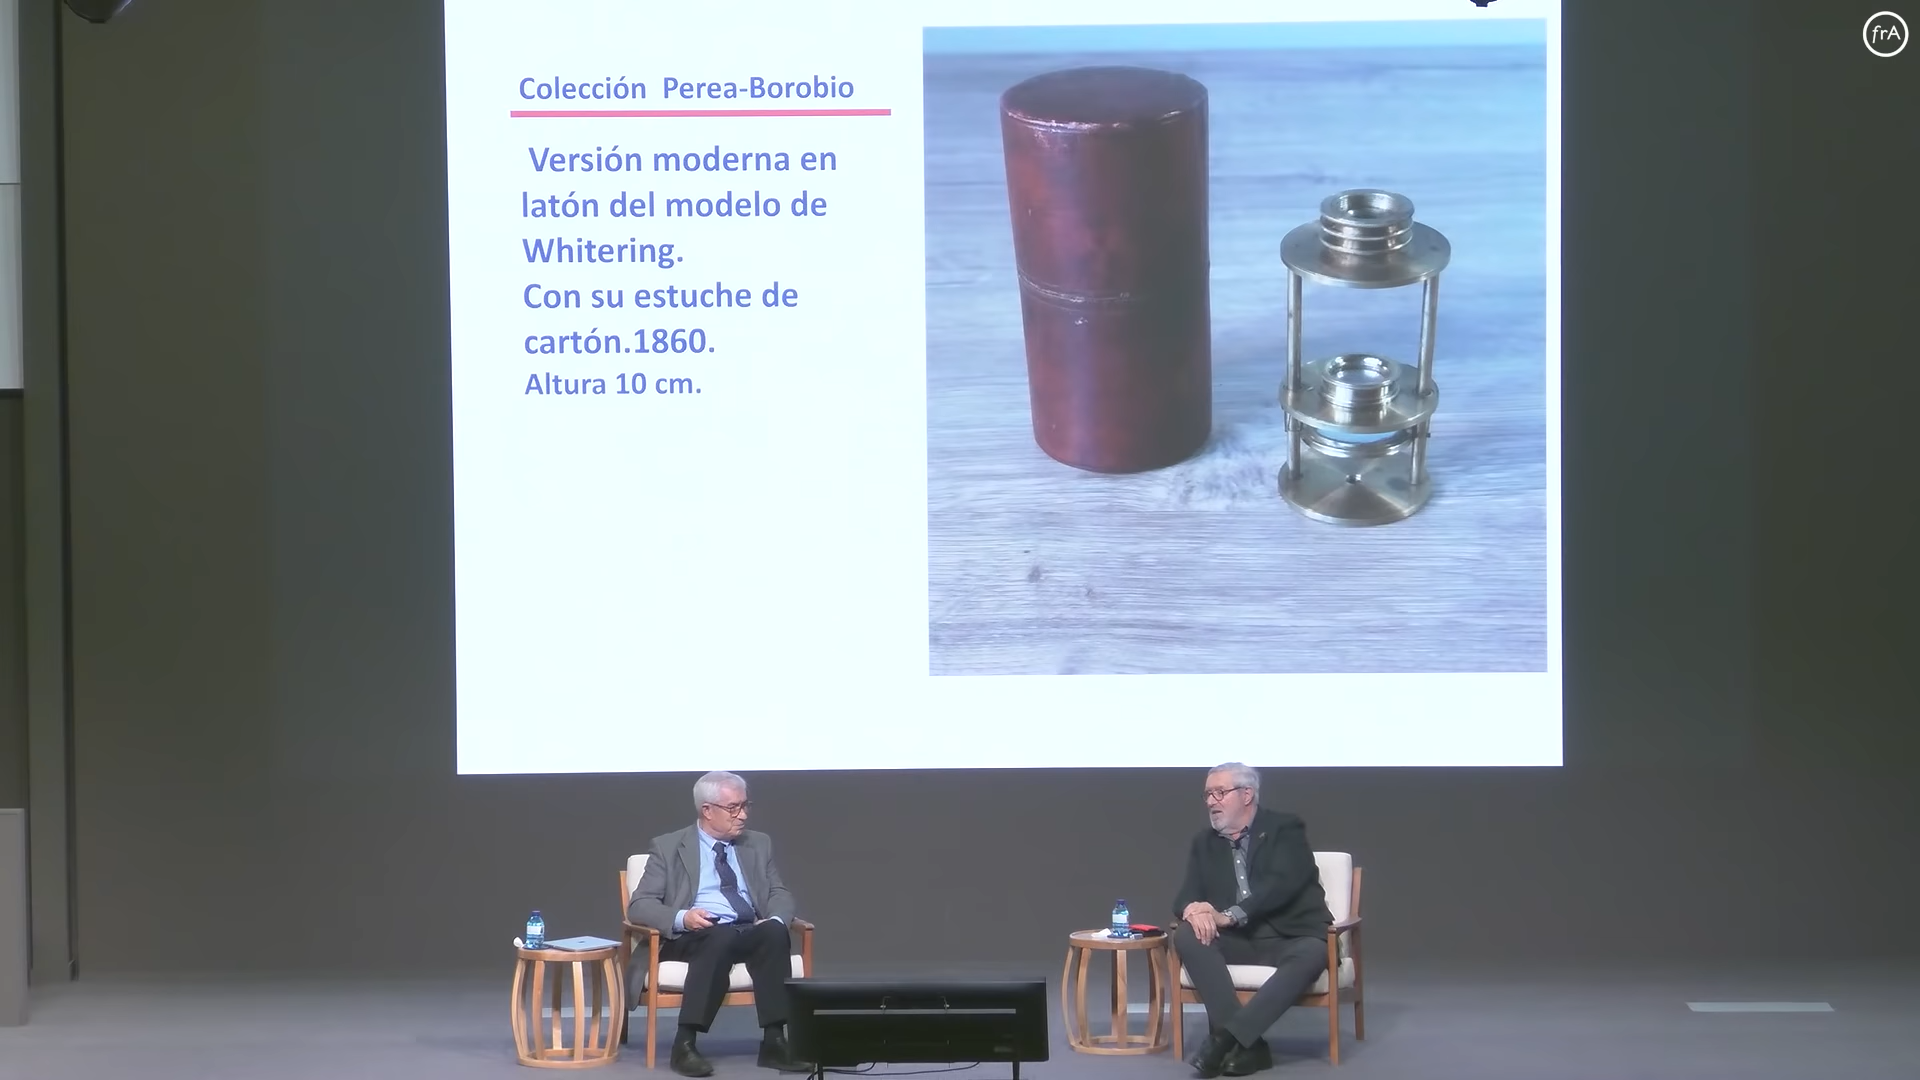 frA
Colección Perea-Borobio
Versión moderna en
latón del modelo de
Whitering.
Con su estuche de
cartón.1860.
Altura 10 cm.